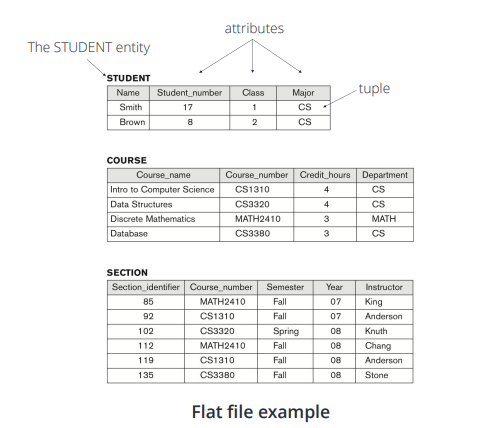 attributes
The STUDENT entity
STUDENT
Name Student_number Class Major
Smith 17 1 CS
tuple
Brown 8 2 CS
COURSE
Course_name Course_number Credit_hours Department
Intro to Computer Science CS1310 4 CS
Data Structures CS3320 4 CS
Discrete Mathematics MATH2410 3 MATH
Database CS3380 3 CS
SECTION
Section_identifier Course_number Semester Year Instructor
85 MATH2410 Fall 07 King
92 CS1310 Fall 07 Anderson
102 CS3320 Spring 08 Knuth
112 MATH2410 Fall 08 Chang
119 CS1310 Fall 08 Anderson
135 CS3380 Fall 08 Stone
Flat file example